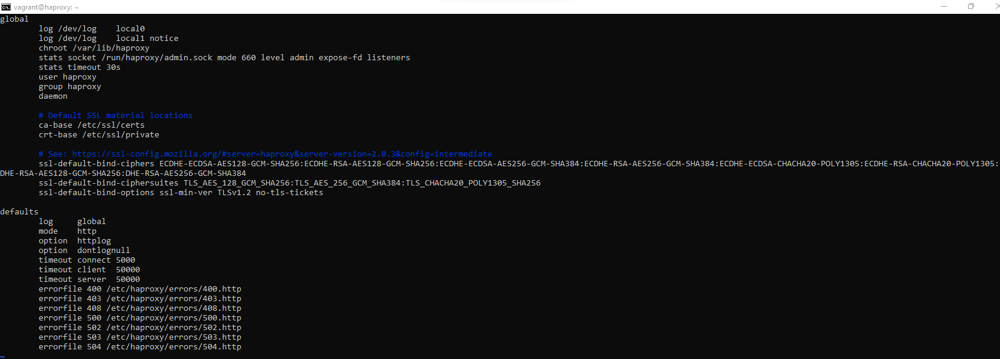 vagrant@haproxy: ~
global
log /dev/log    local0
log /dev/log    local1 notice
chroot /var/lib/haproxy
stats socket /run/haproxy/admin.sock mode 660 level admin expose-fd listeners
stats timeout 30s
user haproxy
group haproxy
daemon
# Default SSL material locations
ca-base /etc/ssl/certs
crt-base /etc/ssl/private
# See: https://ssl-config.mozilla.org/#server=haproxy&server-version=2.0.3&config=intermediate
ssl-default-bind-ciphers ECDHE-ECDSA-AES128-GCM-SHA256:ECDHE-RSA-AES128-GCM-SHA256:ECDHE-ECDSA-AES256-GCM-SHA384:ECDHE-RSA-AES256-GCM-SHA384:ECDHE-ECDSA-CHACHA20-POLY1305:ECDHE-RSA-CHACHA20-POLY1305:
DHE-RSA-AES128-GCM-SHA256:DHE-RSA-AES256-GCM-SHA384
ssl-default-bind-ciphersuites TLS_AES_128_GCM_SHA256:TLS_AES_256_GCM_SHA384:TLS_CHACHA20_POLY1305_SHA256
ssl-default-bind-options ssl-min-ver TLSv1.2 no-tls-tickets
defaults
log     global
mode    http
option  httplog
option  dontlognull
timeout connect 5000
timeout client  50000
timeout server  50000
errorfile 400 /etc/haproxy/errors/400.http
errorfile 403 /etc/haproxy/errors/403.http
errorfile 408 /etc/haproxy/errors/408.http
errorfile 500 /etc/haproxy/errors/500.http
errorfile 502 /etc/haproxy/errors/502.http
errorfile 503 /etc/haproxy/errors/503.http
errorfile 504 /etc/haproxy/errors/504.http
~